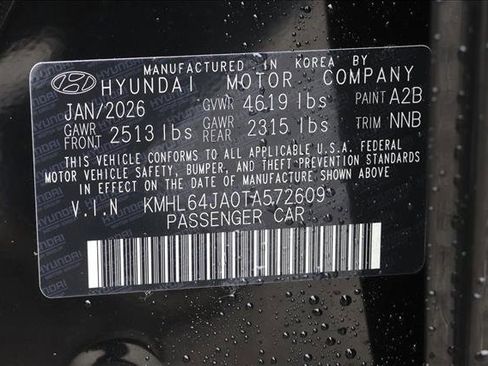 MANUFACTURED IN KOREA BY
HYUNDAI MOTOR COMPANY
JAN/2026 GVWR 4619 lbs PAINT A2B
GAWR FRONT 2513 lbs GAWR REAR 2315 lbs TRIM NNB
THIS VEHICLE CONFORMS TO ALL APPLICABLE U.S.A. FEDERAL
MOTOR VEHICLE SAFETY, BUMPER, AND THEFT PREVENTION STANDARDS
IN EFFECT ON THE DATE OF MANUFACTURE SHOWN ABOVE.
V.I.N KMHL64JA0TA572609
PASSENGER CAR